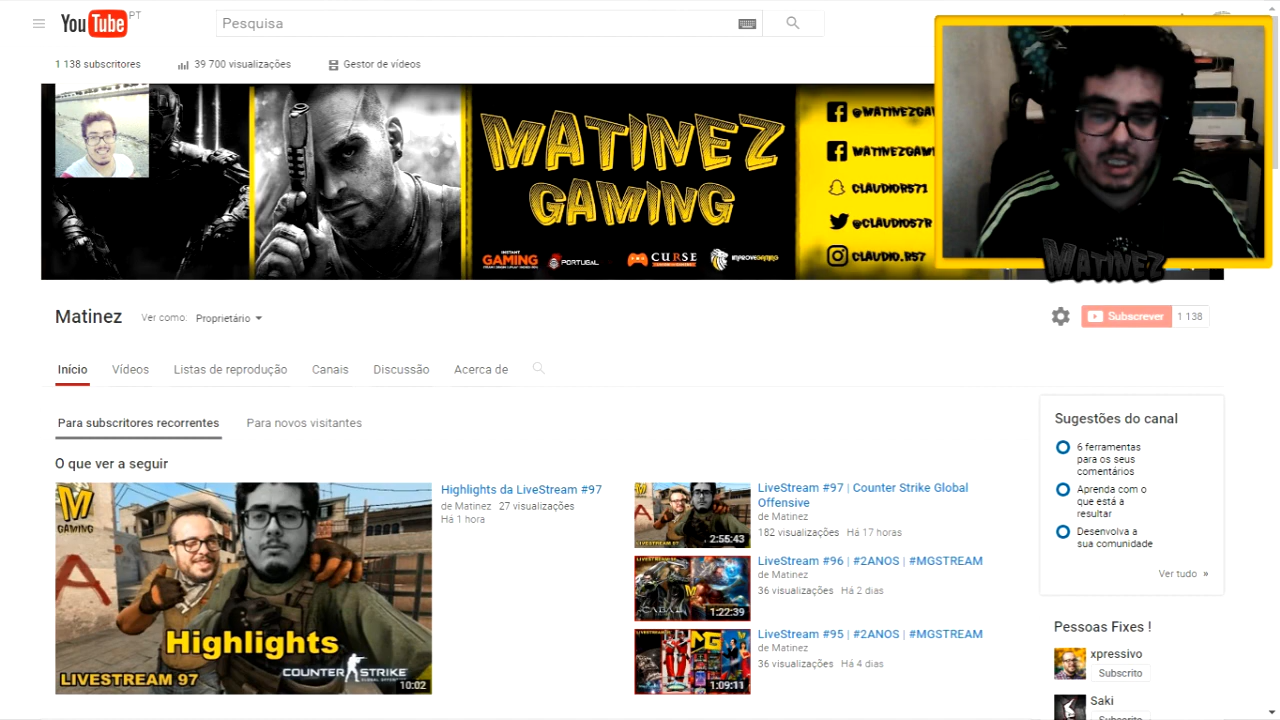 YouTube PT
Pesquisa
1 138 subscritores
39 700 visualizações
Gestor de vídeos
MATINEZ
GAMING
INSTANT
GAMING
PORTUGAL
CURSE
IMPROVEGAMING
@MATINEZGA
MATINEZGAM
CLAUDIOR571
@CLAUDIO57R
CLAUDIO.R57
MATINEZ
Matinez
Ver como:
Proprietário
Subscrever
1 138
Início
Vídeos
Listas de reprodução
Canais
Discussão
Acerca de
Para subscritores recorrentes
Para novos visitantes
O que ver a seguir
M
GAMING
A
Highlights
COUNTER STRIKE
LIVESTREAM 97
10:02
Highlights da LiveStream #97
de Matinez 27 visualizações
Há 1 hora
2:55:43
LiveStream #97 | Counter Strike Global
Offensive
de Matinez
182 visualizações Há 17 horas
1:22:39
LiveStream #96 | #2ANOS | #MGSTREAM
de Matinez
36 visualizações Há 2 dias
MG
1:09:11
LiveStream #95 | #2ANOS | #MGSTREAM
de Matinez
36 visualizações Há 4 dias
Sugestões do canal
6 ferramentas
para os seus
comentários
Aprenda com o
que está a
resultar
Desenvolva a
sua comunidade
Ver tudo »
Pessoas Fixes !
xpressivo
Subscrito
Saki
Subscrito